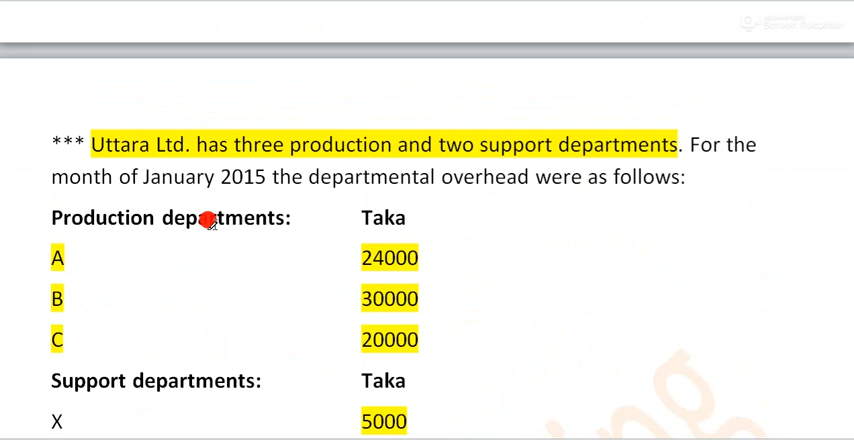 *** Uttara Ltd. has three production and two support departments. For the
month of January 2015 the departmental overhead were as follows:
Production departments: Taka
A 24000
B 30000
C 20000
Support departments: Taka
X 5000